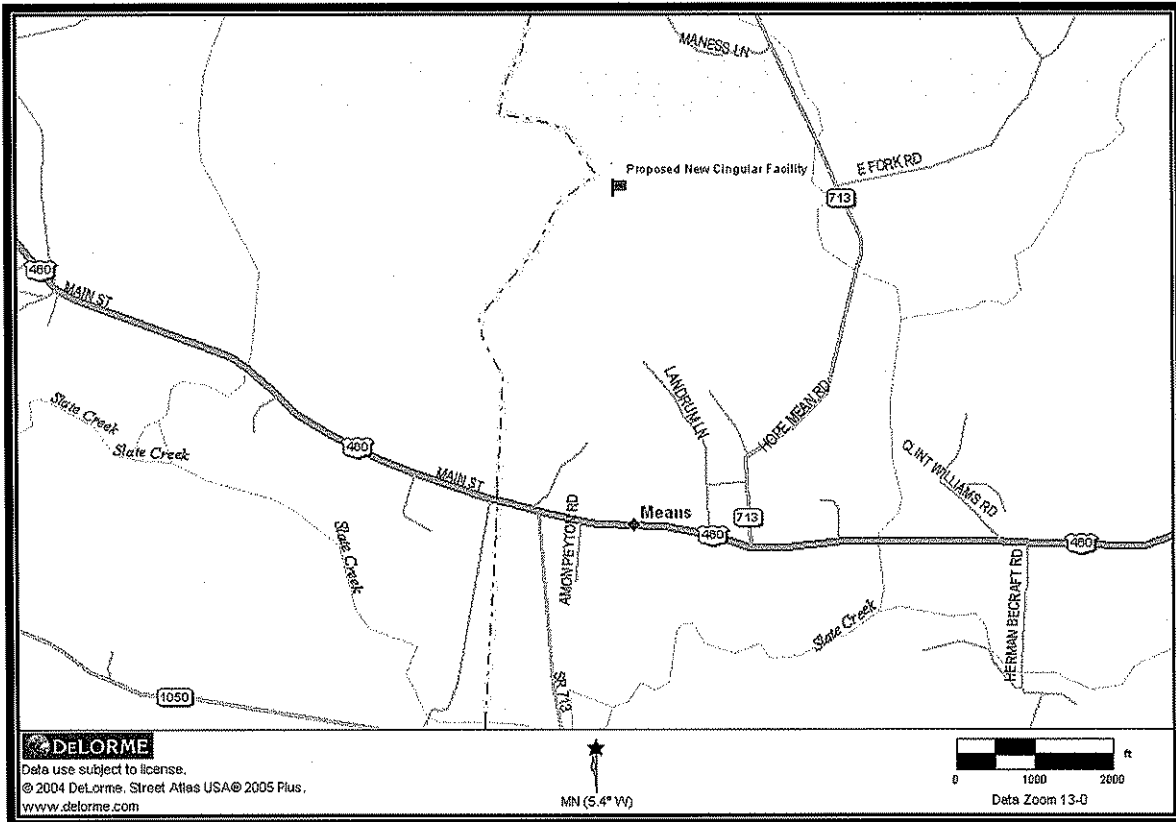 MANESS LN
Proposed New Cingular Facility
E FORK RD
713
460
MAIN ST
LANDRUM LN
HOPE MEAN RD
Slate Creek
Slate Creek
460
MAIN ST
CLINT WILLIAMS RD
Means
713
460
460
AMON PEYTON RD
Slate Creek
Slate Creek
HERMAN BECRAFT RD
SR 713
1050
DELORME
Data use subject to license.
© 2004 DeLorme. Street Atlas USA® 2005 Plus.
www.delorme.com
MN (5.4° W)
ft
0 1000 2000
Data Zoom 13-0